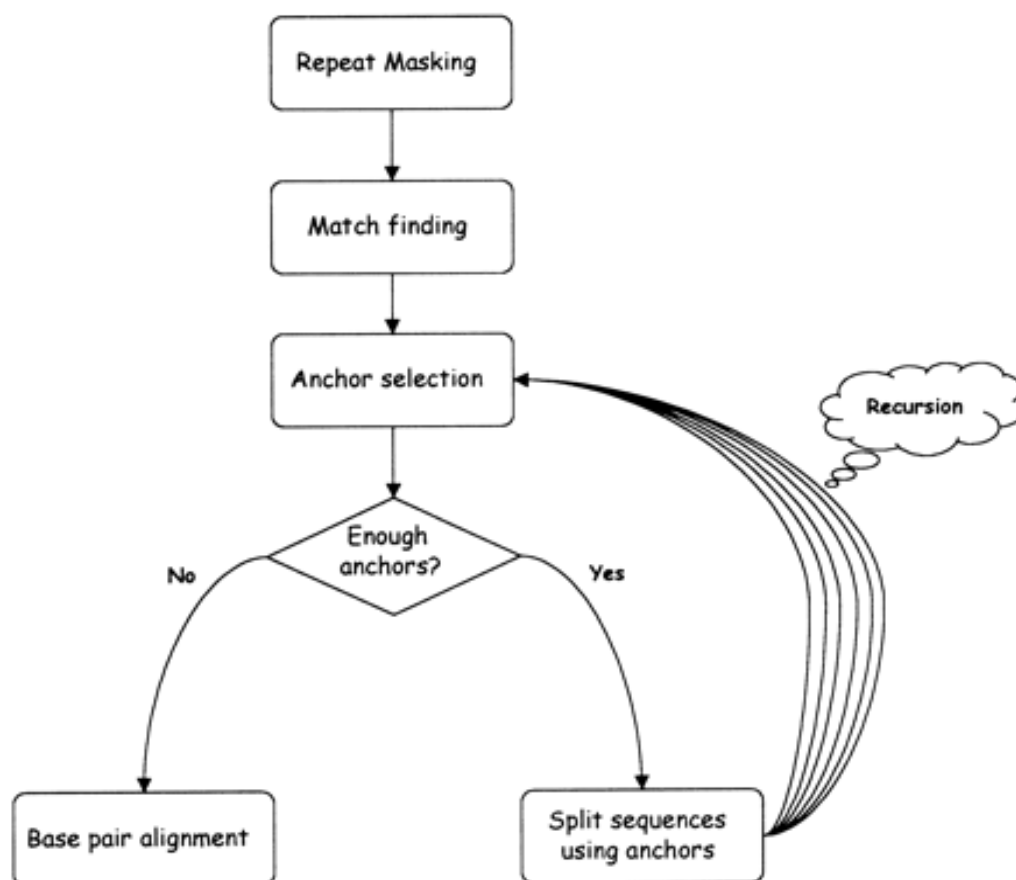 Repeat Masking
Match finding
Anchor selection
Recursion
Enough
anchors?
No
Yes
Base pair alignment
Split sequences
using anchors